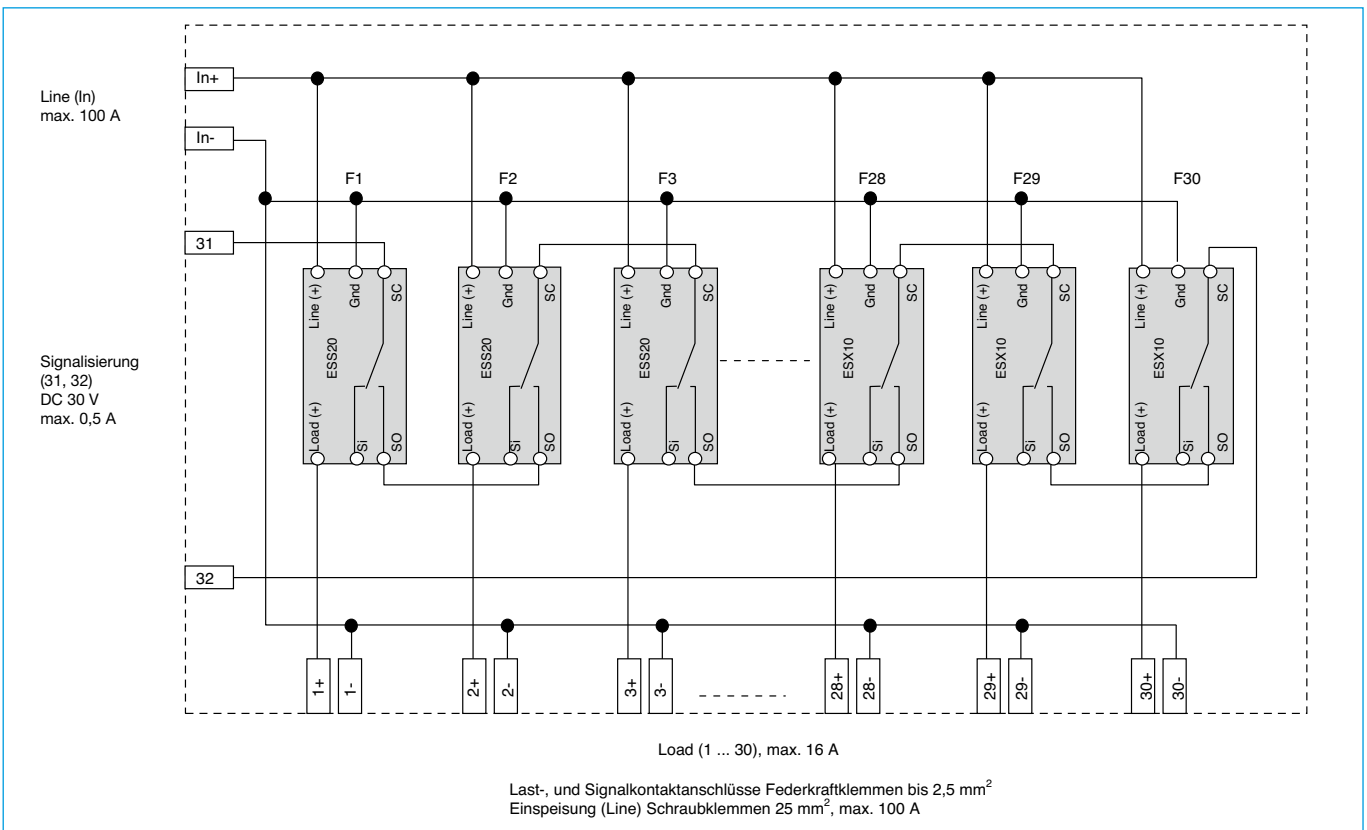 In+
Line (In)
max. 100 A
In-
F1 F2 F3 F28 F29 F30
31
Line (+) Gnd SC Line (+) Gnd SC Line (+) Gnd SC Line (+) Gnd SC Line (+) Gnd SC Line (+) Gnd SC
ESS20 ESS20 ESS20 ESX10 ESX10 ESX10
Signalisierung
(31, 32)
DC 30 V
max. 0,5 A
Load (+) Si SO Load (+) Si SO Load (+) Si SO Load (+) Si SO Load (+) Si SO Load (+) Si SO
32
1+ 1- 2+ 2- 3+ 3- 28+ 28- 29+ 29- 30+ 30-
Load (1 ... 30), max. 16 A
Last-, und Signalkontaktanschlüsse Federkraftklemmen bis 2,5 mm²
Einspeisung (Line) Schraubklemmen 25 mm², max. 100 A